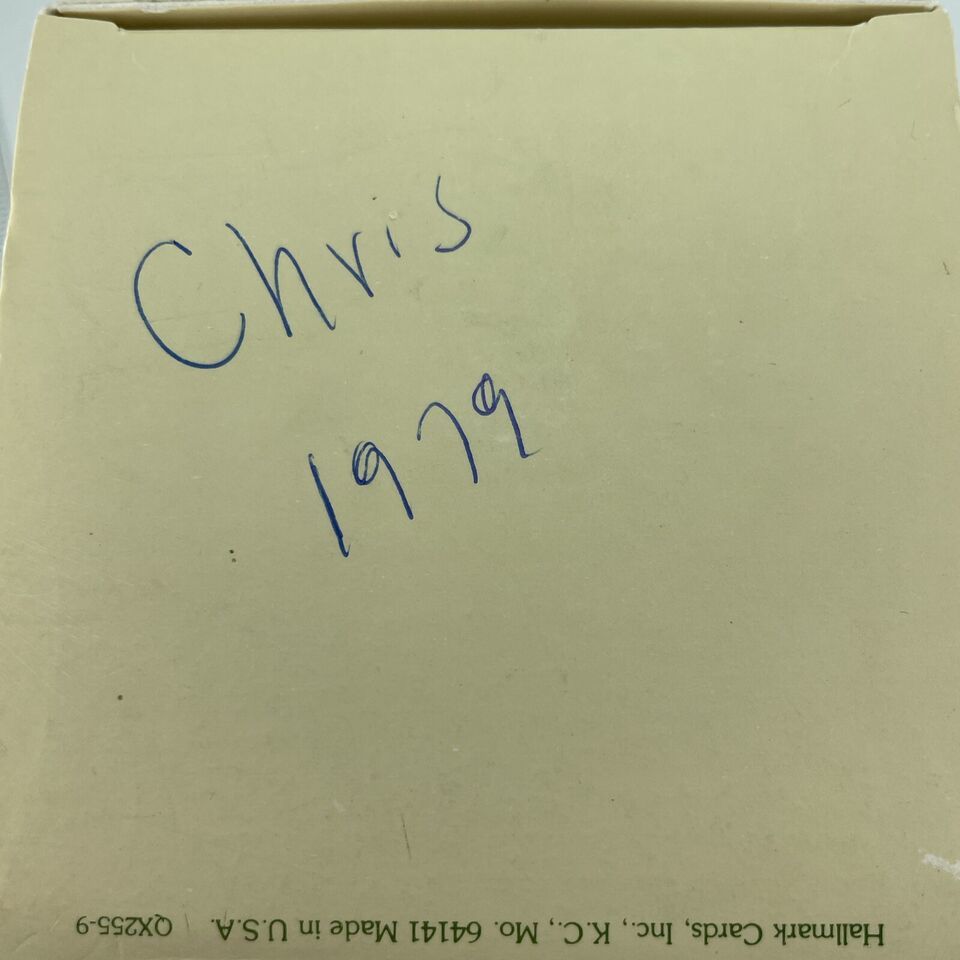 Chris
1979
Hallmark Cards, Inc., K.C., Mo. 64141 Made in U.S.A. QX255-9